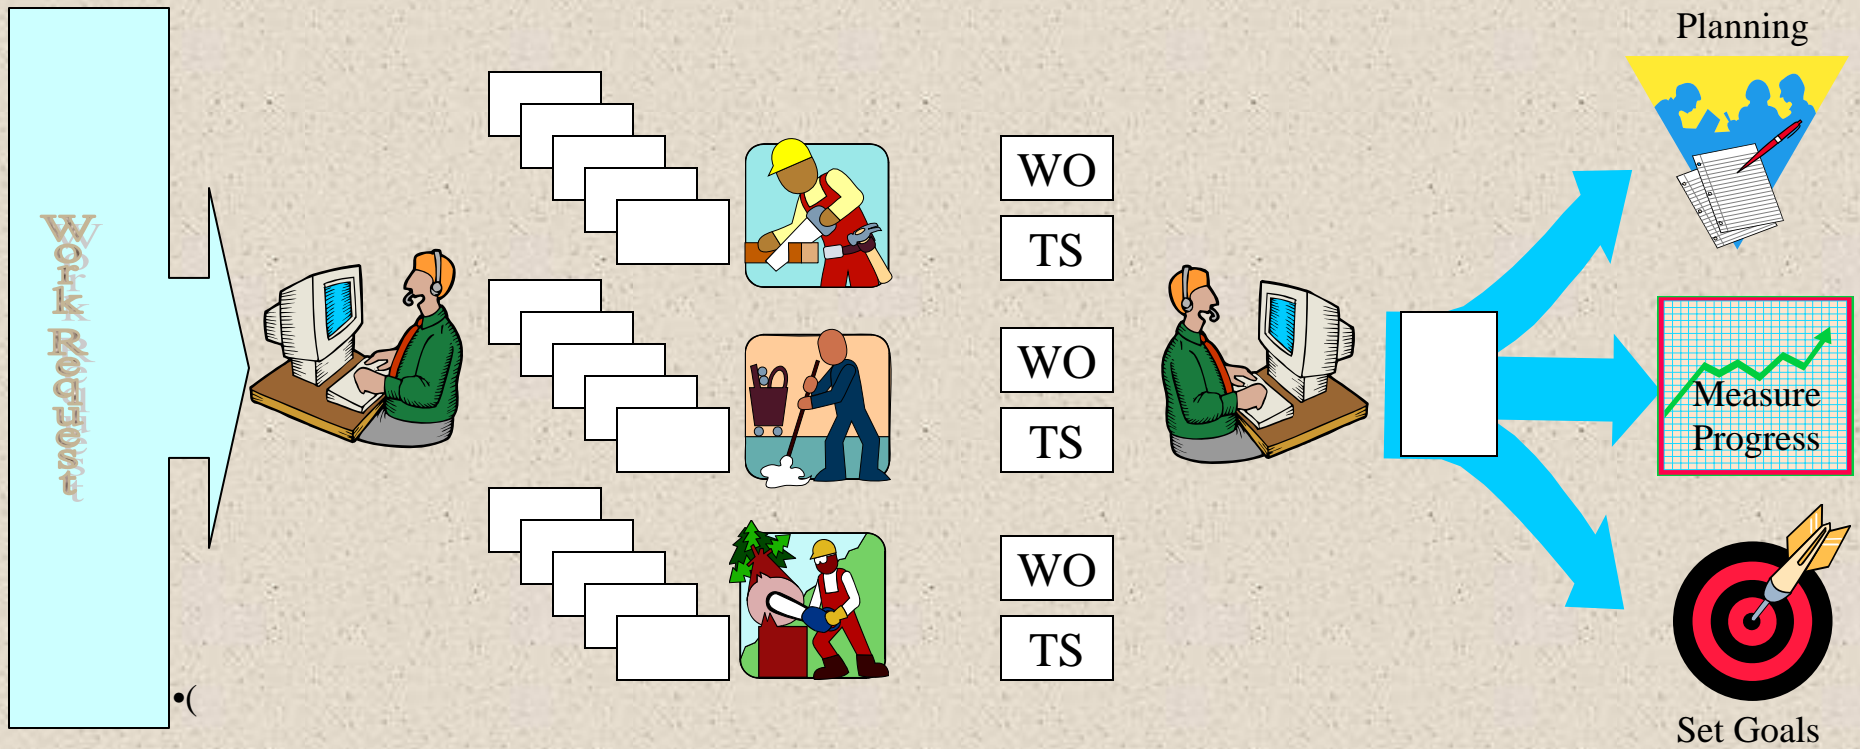 Work Request
•(
WO
TS
WO
TS
WO
TS
Planning
Measure
Progress
Set Goals